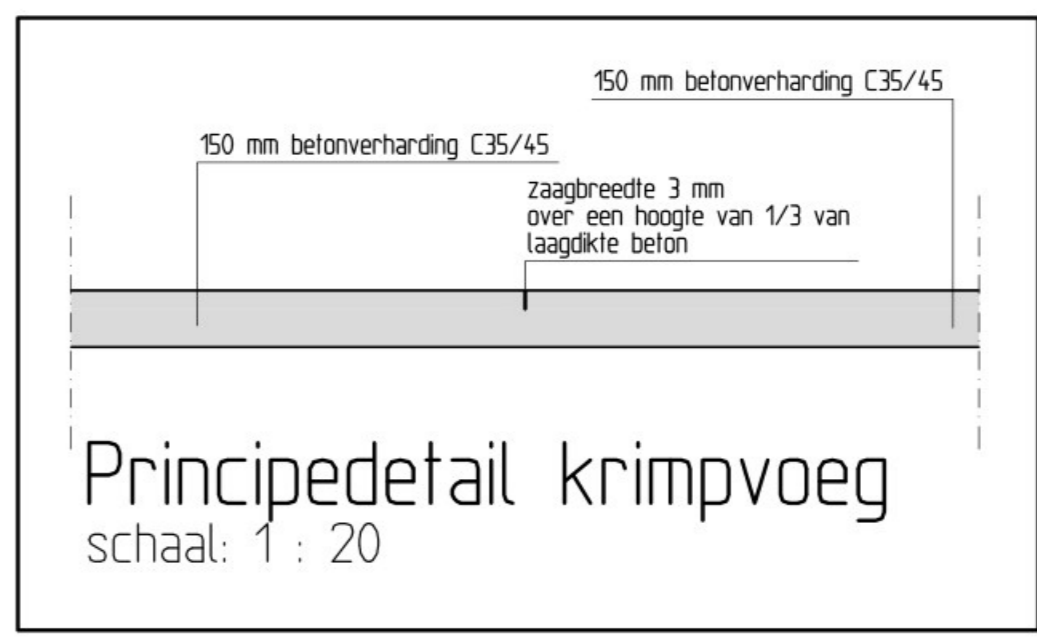 150 mm betonverharding C35/45
150 mm betonverharding C35/45
zaagbreedte 3 mm
over een hoogte van 1/3 van
laagdikte beton
Principedetail krimpvoeg
schaal: 1 : 20